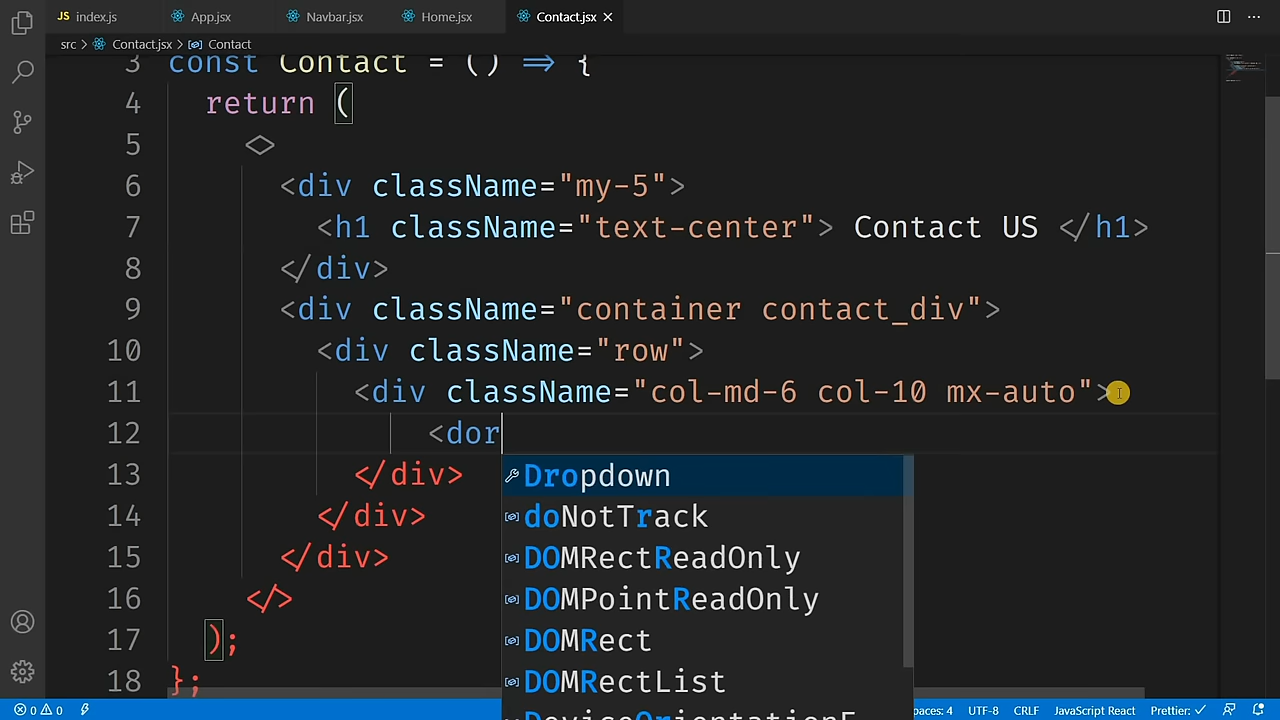 JS index.js App.jsx Navbar.jsx Home.jsx Contact.jsx
src > Contact.jsx > Contact
3 const Contact = () => {
4 return (
5 <>
6 <div className="my-5">
7 <h1 className="text-center"> Contact US </h1>
8 </div>
9 <div className="container contact_div">
10 <div className="row">
11 <div className="col-md-6 col-10 mx-auto">
12 <dor
13 </div>
14 </div>
15 </div>
16 </>
17 );
18 };
Dropdown
doNotTrack
DOMRectReadOnly
DOMPointReadOnly
DOMRect
DOMRectList
0 0 paces: 4 UTF-8 CRLF JavaScript React Prettier: ✓